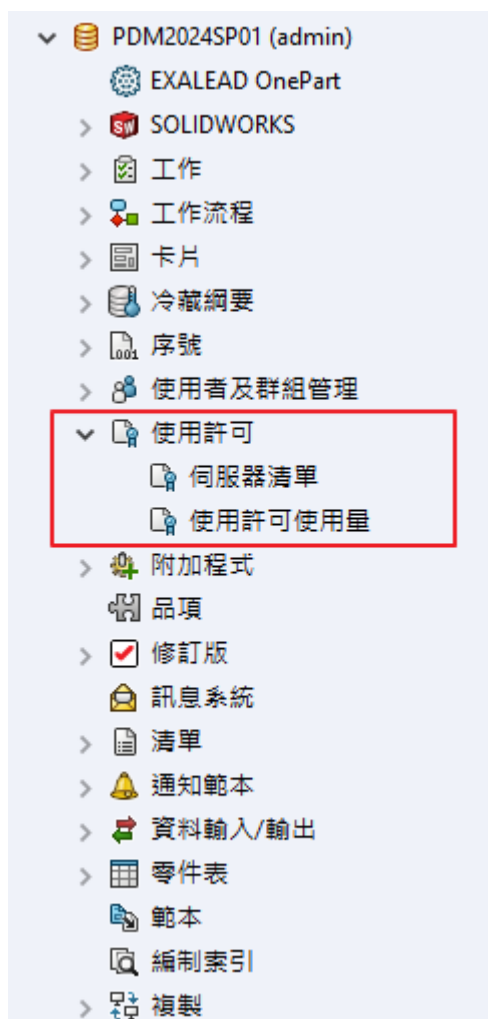 PDM2024SP01 (admin)
EXALEAD OnePart
SOLIDWORKS
工作
工作流程
卡片
冷藏綱要
序號
使用者及群組管理
使用許可
伺服器清單
使用許可使用量
附加程式
品項
修訂版
訊息系統
清單
通知範本
資料輸入/輸出
零件表
範本
編制索引
複製